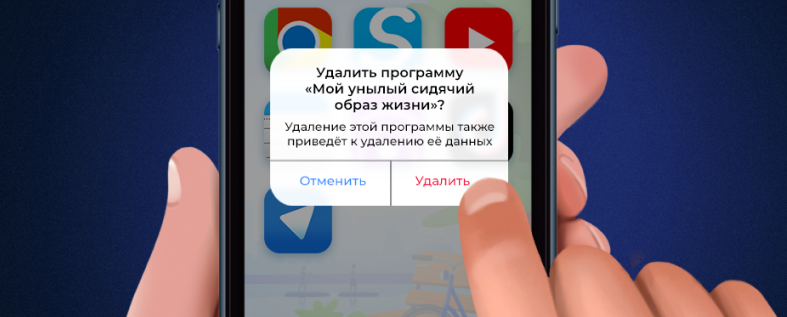 Удалить программу
«Мой унылый сидячий
образ жизни»?
Удаление этой программы также
приведёт к удалению её данных
Отменить
Удалить